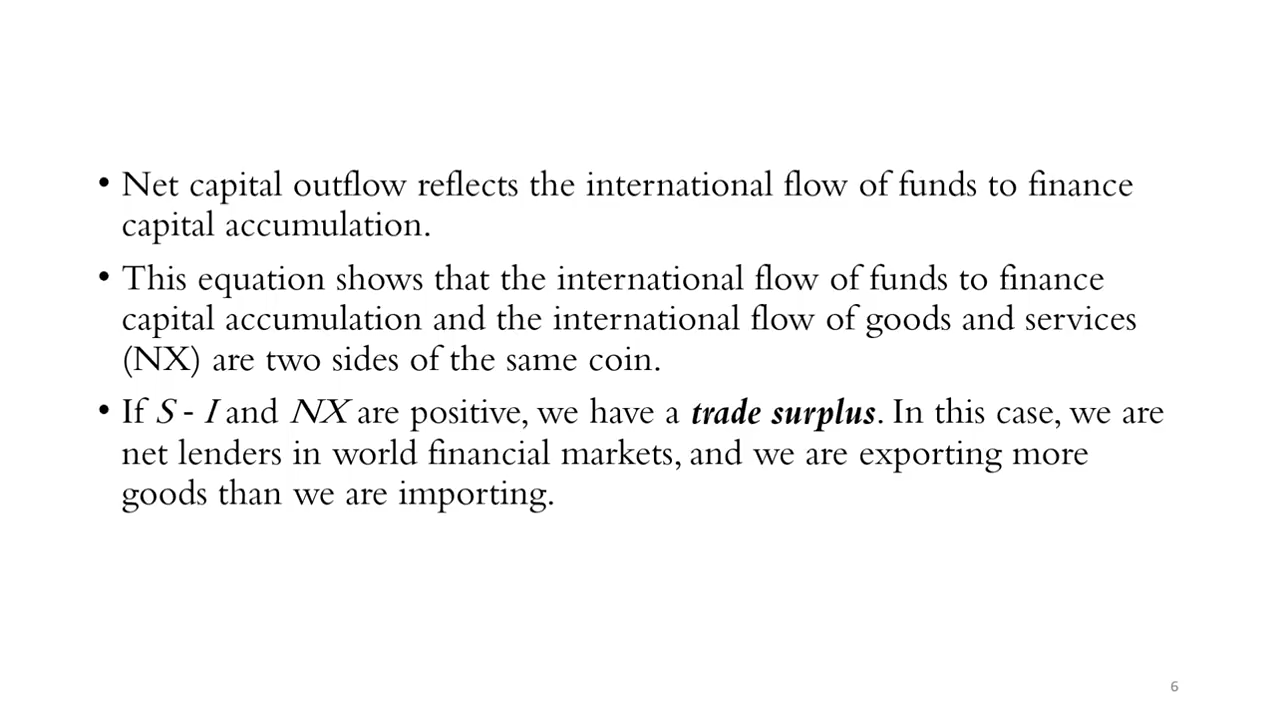 • Net capital outflow reflects the international flow of funds to finance
capital accumulation.
• This equation shows that the international flow of funds to finance
capital accumulation and the international flow of goods and services
(NX) are two sides of the same coin.
• If S - I and NX are positive, we have a trade surplus. In this case, we are
net lenders in world financial markets, and we are exporting more
goods than we are importing.
6